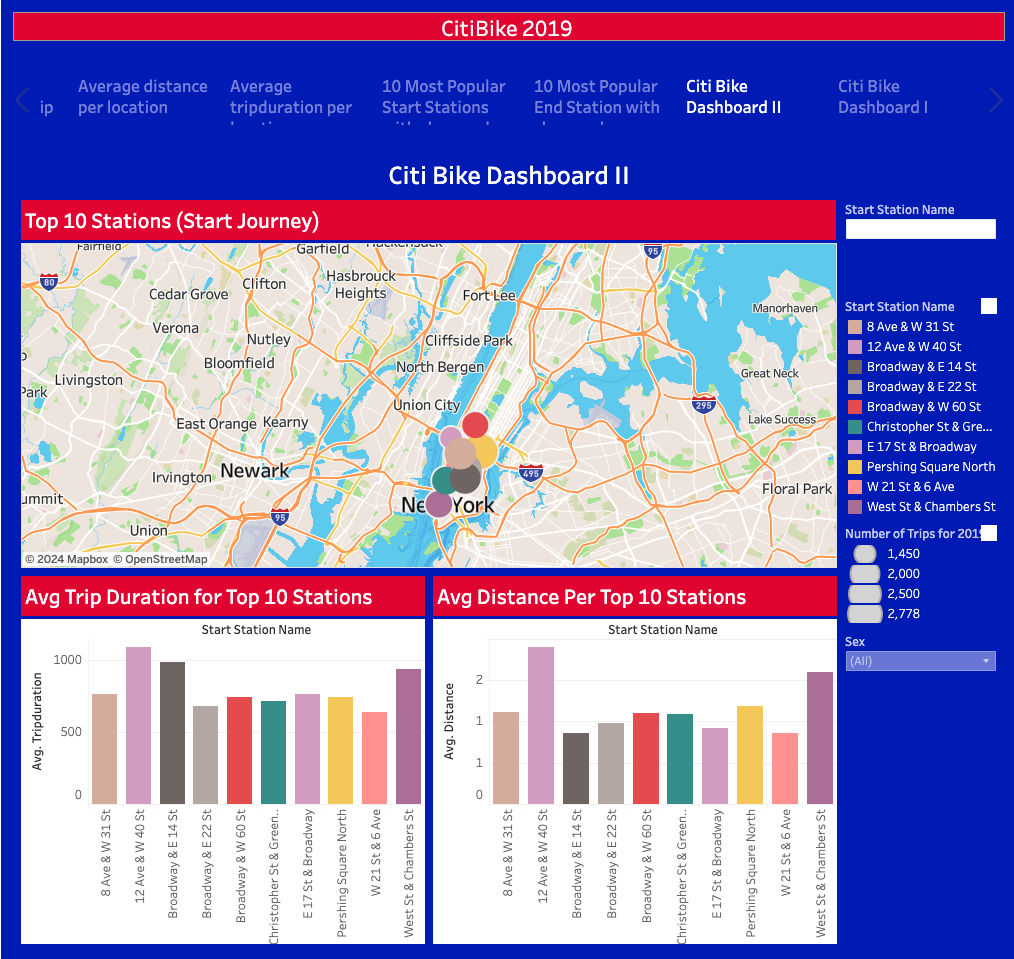 CitiBike 2019
ip
Average distance
per location
Average
tripduration per
10 Most Popular
Start Stations
10 Most Popular
End Station with
Citi Bike
Dashboard II
Citi Bike
Dashboard I
Citi Bike Dashboard II
Top 10 Stations (Start Journey)
Fairfield
Garfield
Hackensack
95
80
Clifton
Hasbrouck
Heights
Cedar Grove
Fort Lee
Manorhaven
Verona
Nutley
Cliffside Park
Bloomfield
North Bergen
Great Neck
Livingston
Park
Union City
295
East Orange
Kearny
Lake Success
Newark
Irvington
495
Floral Park
ummit
New York
95
Union
© 2024 Mapbox © OpenStreetMap
Start Station Name
Start Station Name
8 Ave & W 31 St
12 Ave & W 40 St
Broadway & E 14 St
Broadway & E 22 St
Broadway & W 60 St
Christopher St & Gre...
E 17 St & Broadway
Pershing Square North
W 21 St & 6 Ave
West St & Chambers St
Number of Trips for 2019
1,450
2,000
2,500
2,778
Sex
(All)
Avg Trip Duration for Top 10 Stations
Start Station Name
Avg. Tripduration
1000
500
0
8 Ave & W 31 St
12 Ave & W 40 St
Broadway & E 14 St
Broadway & E 22 St
Broadway & W 60 St
Christopher St & Green..
E 17 St & Broadway
Pershing Square North
W 21 St & 6 Ave
West St & Chambers St
Avg Distance Per Top 10 Stations
Start Station Name
Avg. Distance
2
1
1
0
8 Ave & W 31 St
12 Ave & W 40 St
Broadway & E 14 St
Broadway & E 22 St
Broadway & W 60 St
Christopher St & Green..
E 17 St & Broadway
Pershing Square North
W 21 St & 6 Ave
West St & Chambers St